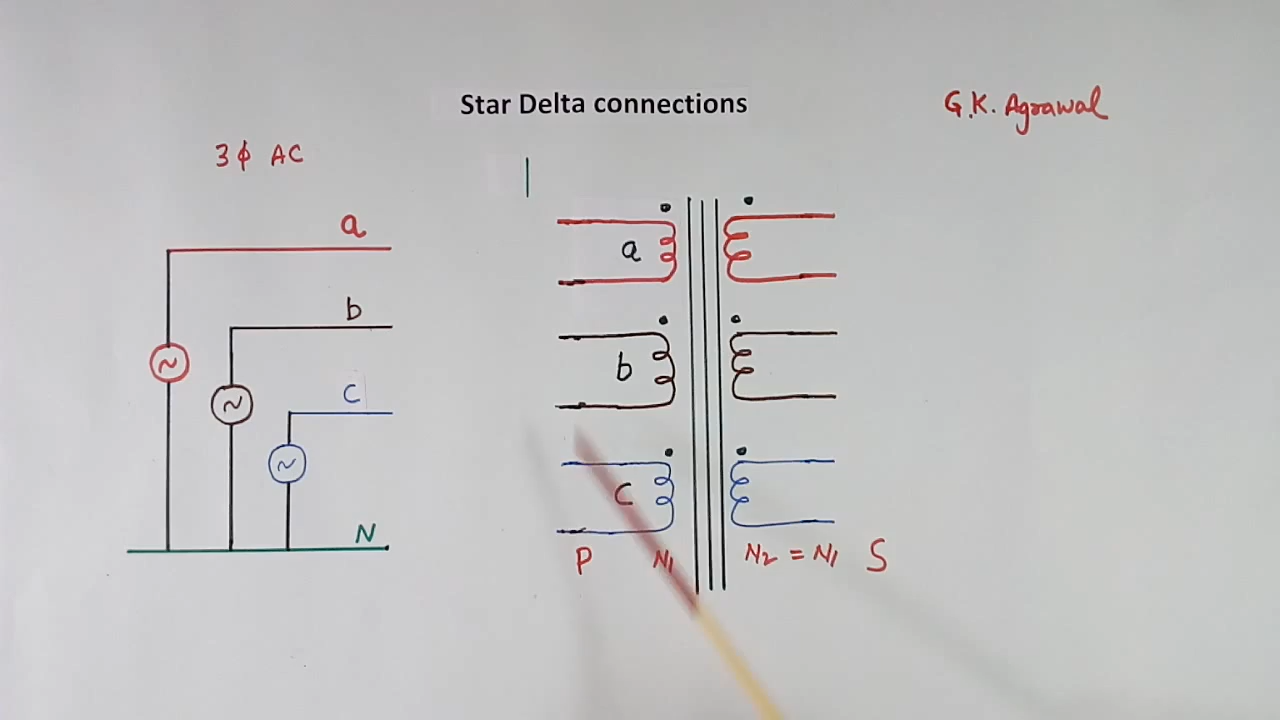 Star Delta connections
G.K. Agrawal
3ϕ AC
a
b
C
N
a
b
C
P
N1
N2 = N1
S